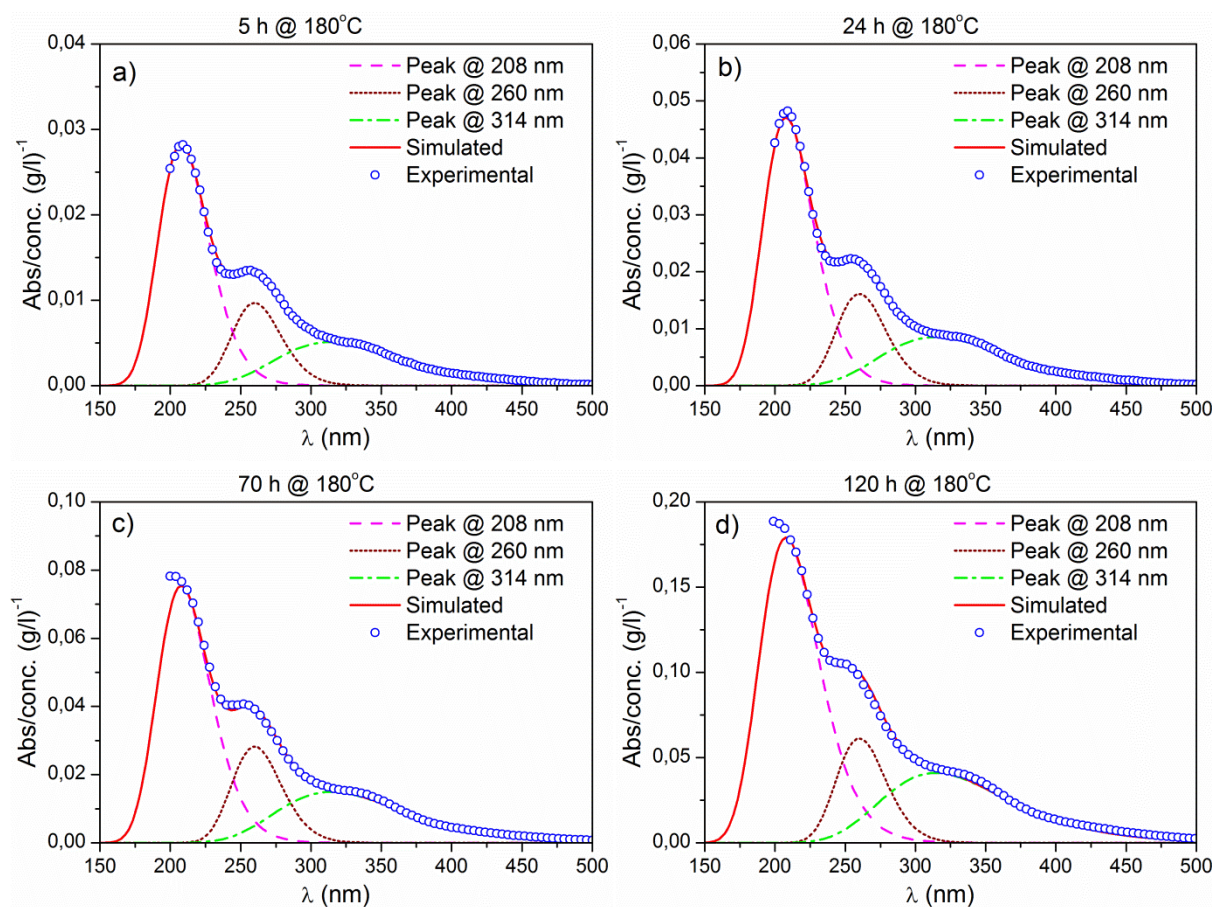 5 h @ 180°C
a)
0,04
0,03
0,02
0,01
0,00
Abs/conc. (g/l)⁻¹
Peak @ 208 nm
Peak @ 260 nm
Peak @ 314 nm
Simulated
Experimental
150 200 250 300 350 400 450 500
λ (nm)
24 h @ 180°C
b)
0,06
0,05
0,04
0,03
0,02
0,01
0,00
Abs/conc. (g/l)⁻¹
Peak @ 208 nm
Peak @ 260 nm
Peak @ 314 nm
Simulated
Experimental
150 200 250 300 350 400 450 500
λ (nm)
70 h @ 180°C
c)
0,10
0,08
0,06
0,04
0,02
0,00
Abs/conc. (g/l)⁻¹
Peak @ 208 nm
Peak @ 260 nm
Peak @ 314 nm
Simulated
Experimental
150 200 250 300 350 400 450 500
λ (nm)
120 h @ 180°C
d)
0,20
0,15
0,10
0,05
0,00
Abs/conc. (g/l)⁻¹
Peak @ 208 nm
Peak @ 260 nm
Peak @ 314 nm
Simulated
Experimental
150 200 250 300 350 400 450 500
λ (nm)